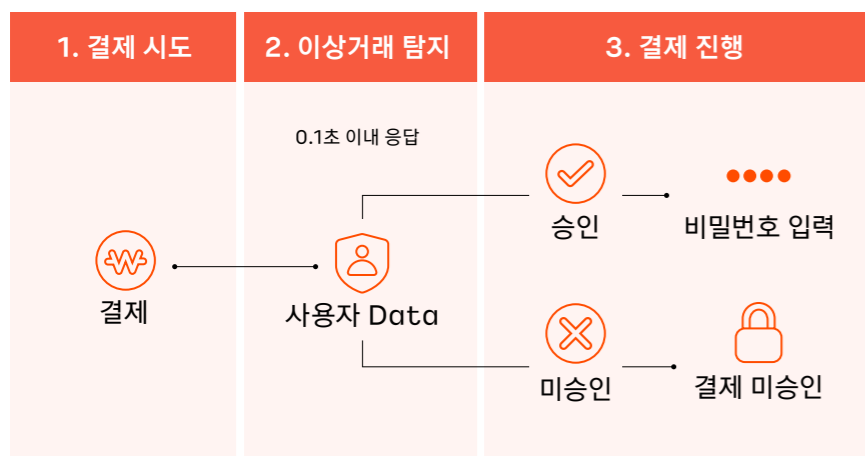 1. 결제 시도
2. 이상거래 탐지
3. 결제 진행
0.1초 이내 응답
결제
사용자 Data
승인
비밀번호 입력
미승인
결제 미승인